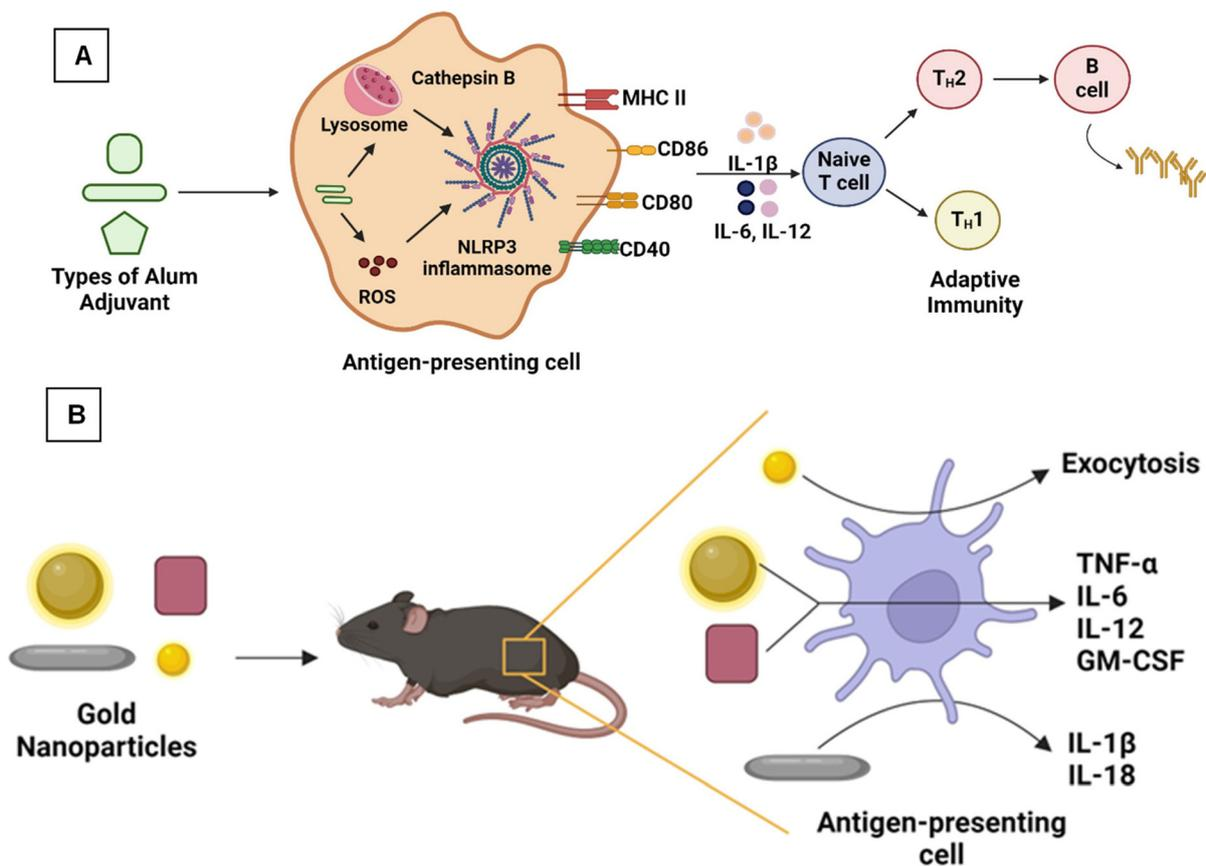 A
Types of Alum
Adjuvant
Lysosome
Cathepsin B
ROS
NLRP3
inflammasome
MHC II
CD86
CD80
CD40
Antigen-presenting cell
IL-1β
IL-6, IL-12
Naive
T cell
TH2
B
cell
TH1
Adaptive
Immunity
B
Gold
Nanoparticles
Exocytosis
TNF-α
IL-6
IL-12
GM-CSF
IL-1β
IL-18
Antigen-presenting
cell